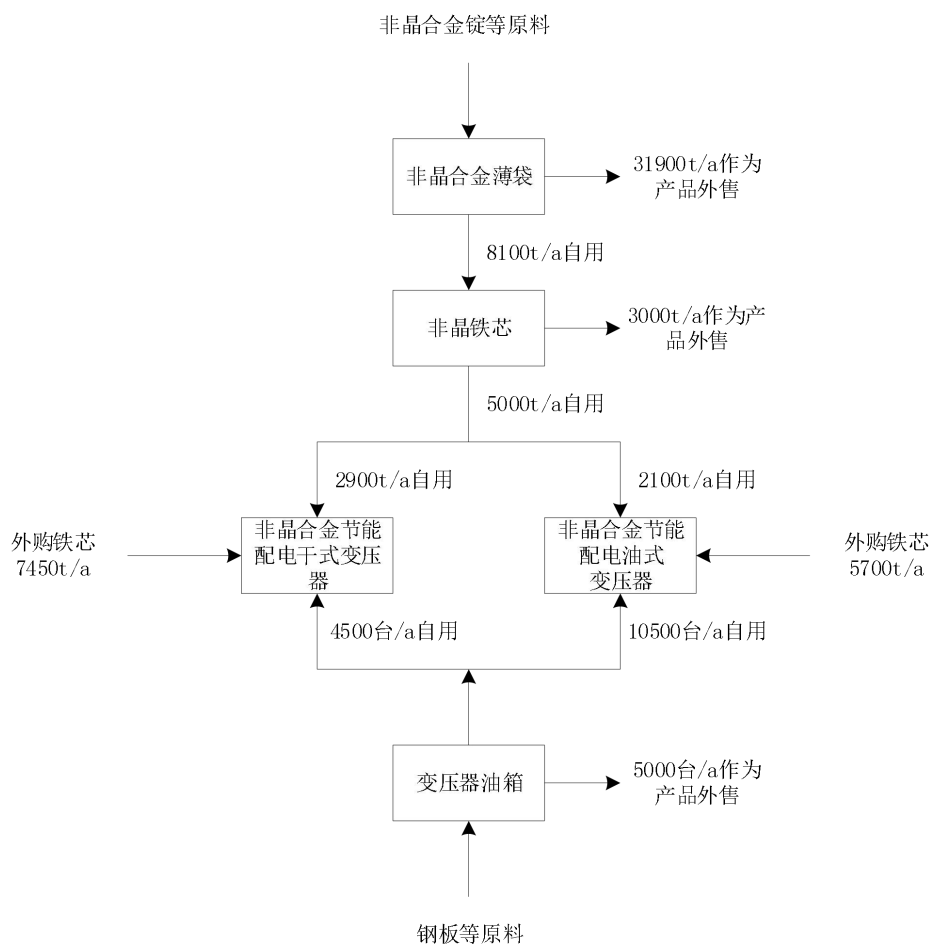 非晶合金锭等原料
非晶合金薄袋
31900t/a作为
产品外售
8100t/a自用
非晶铁芯
3000t/a作为产
品外售
5000t/a自用
2900t/a自用
2100t/a自用
外购铁芯
7450t/a
非晶合金节能
配电干式变压
器
非晶合金节能
配电油式
变压器
外购铁芯
5700t/a
4500台/a自用
10500台/a自用
变压器油箱
5000台/a作为
产品外售
钢板等原料